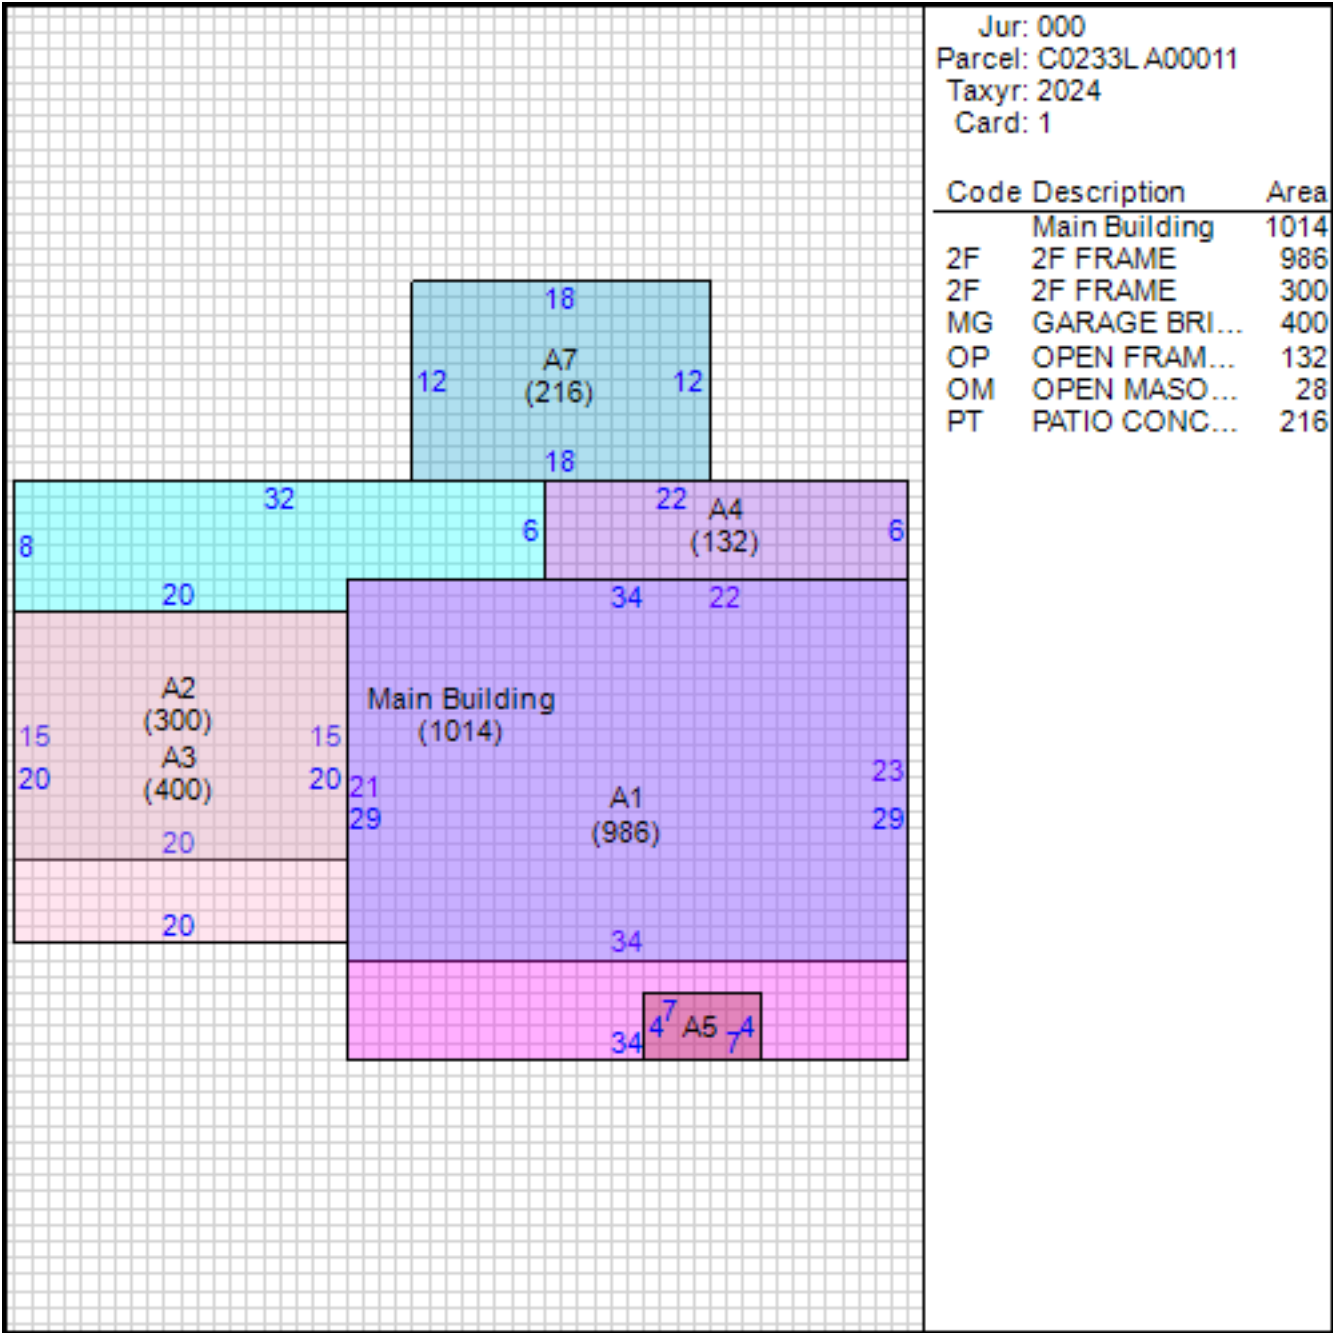 Jur: 000
Parcel: C0233L A00011
Taxyr: 2024
Card: 1
Code Description Area
Main Building 1014
2F 2F FRAME 986
2F 2F FRAME 300
MG GARAGE BRI... 400
OP OPEN FRAM... 132
OM OPEN MASO... 28
PT PATIO CONC... 216
18
A7
12 (216) 12
18
32 22 A4
8 6 (132) 6
20 34 22
A2
(300)
15 15
A3
20 (400) 20
20
20
Main Building
(1014)
21 23
29 A1 29
(986)
34
7
4 A5 4
34 7